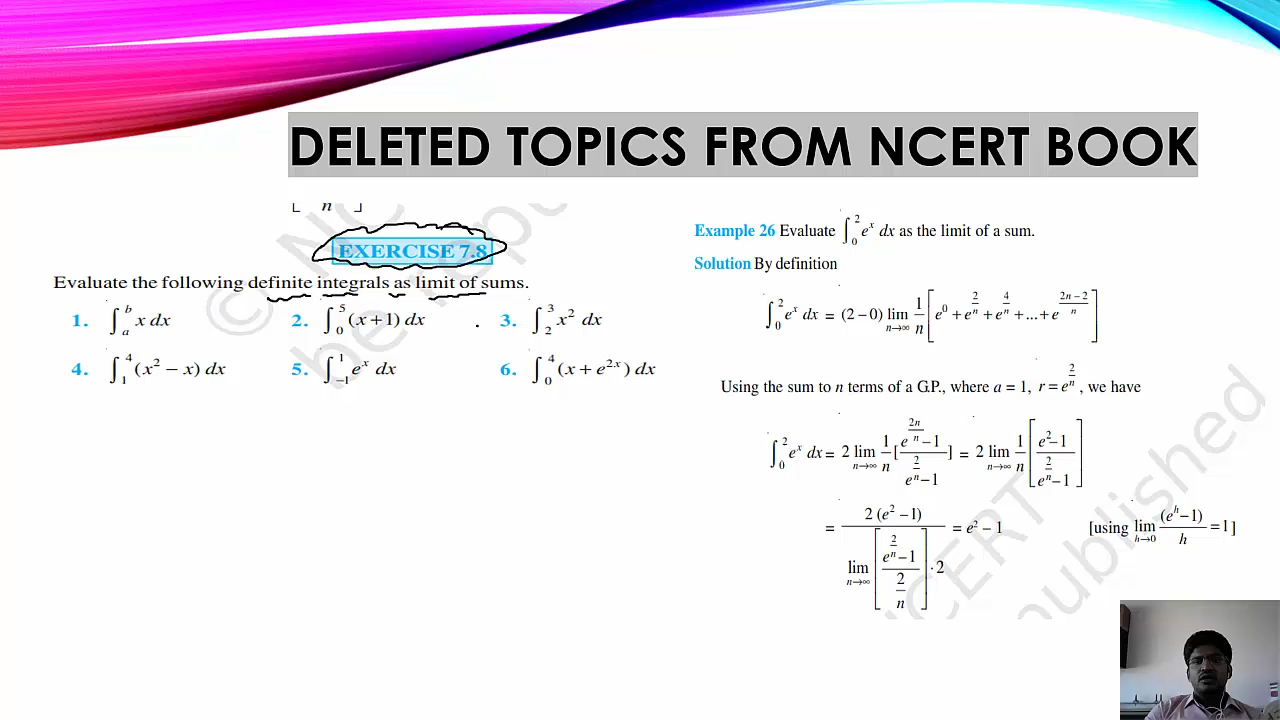 DELETED TOPICS FROM NCERT BOOK
[ n ]
EXERCISE 7.8
Evaluate the following definite integrals as limit of sums.
1. ∫_a^b x dx 2. ∫_0^5 (x+1) dx 3. ∫_2^3 x² dx
4. ∫_1^4 (x² − x) dx 5. ∫_{−1}^1 e^x dx 6. ∫_0^4 (x + e^{2x}) dx
Example 26 Evaluate ∫_0^2 e^x dx as the limit of a sum.
Solution By definition
∫_0^2 e^x dx = (2 − 0) lim_{n→∞} 1/n [e^0 + e^{2/n} + e^{4/n} + ... + e^{(2n−2)/n}]
Using the sum to n terms of a G.P., where a = 1, r = e^{2/n}, we have
∫_0^2 e^x dx = 2 lim_{n→∞} 1/n [(e^{2n/n} − 1)/(e^{2/n} − 1)] = 2 lim_{n→∞} 1/n [(e² − 1)/(e^{2/n} − 1)]
= 2 (e² − 1) / (lim_{n→∞} [(e^{2/n} − 1)/(2/n)] · 2) = e² − 1 [using lim_{h→0} (e^h − 1)/h = 1]